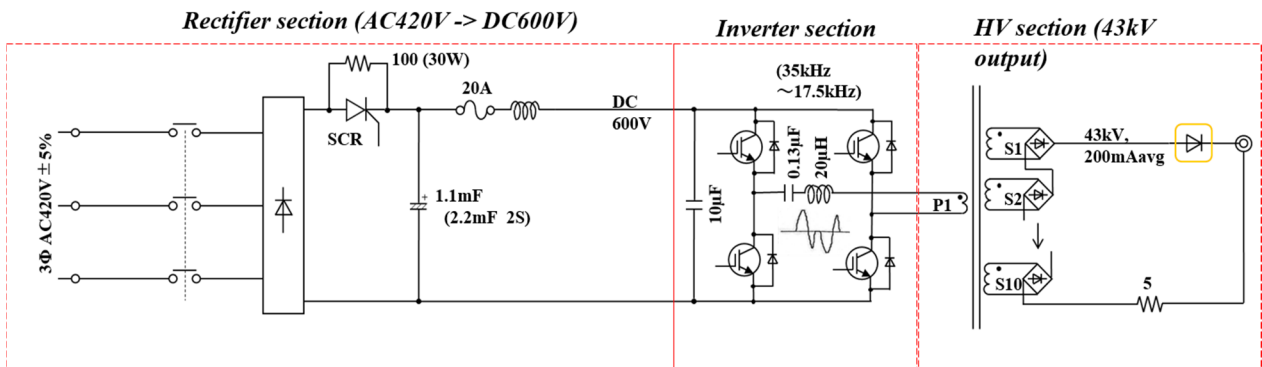 Rectifier section (AC420V -> DC600V)
Inverter section
HV section (43kV
output)
100 (30W)
SCR
20A
DC
600V
(35kHz
～17.5kHz)
3Φ AC420V±5%
1.1mF
(2.2mF 2S)
10μF
0.13μF
20μH
P1
S1
S2
S10
43kV,
200mAavg
5
+